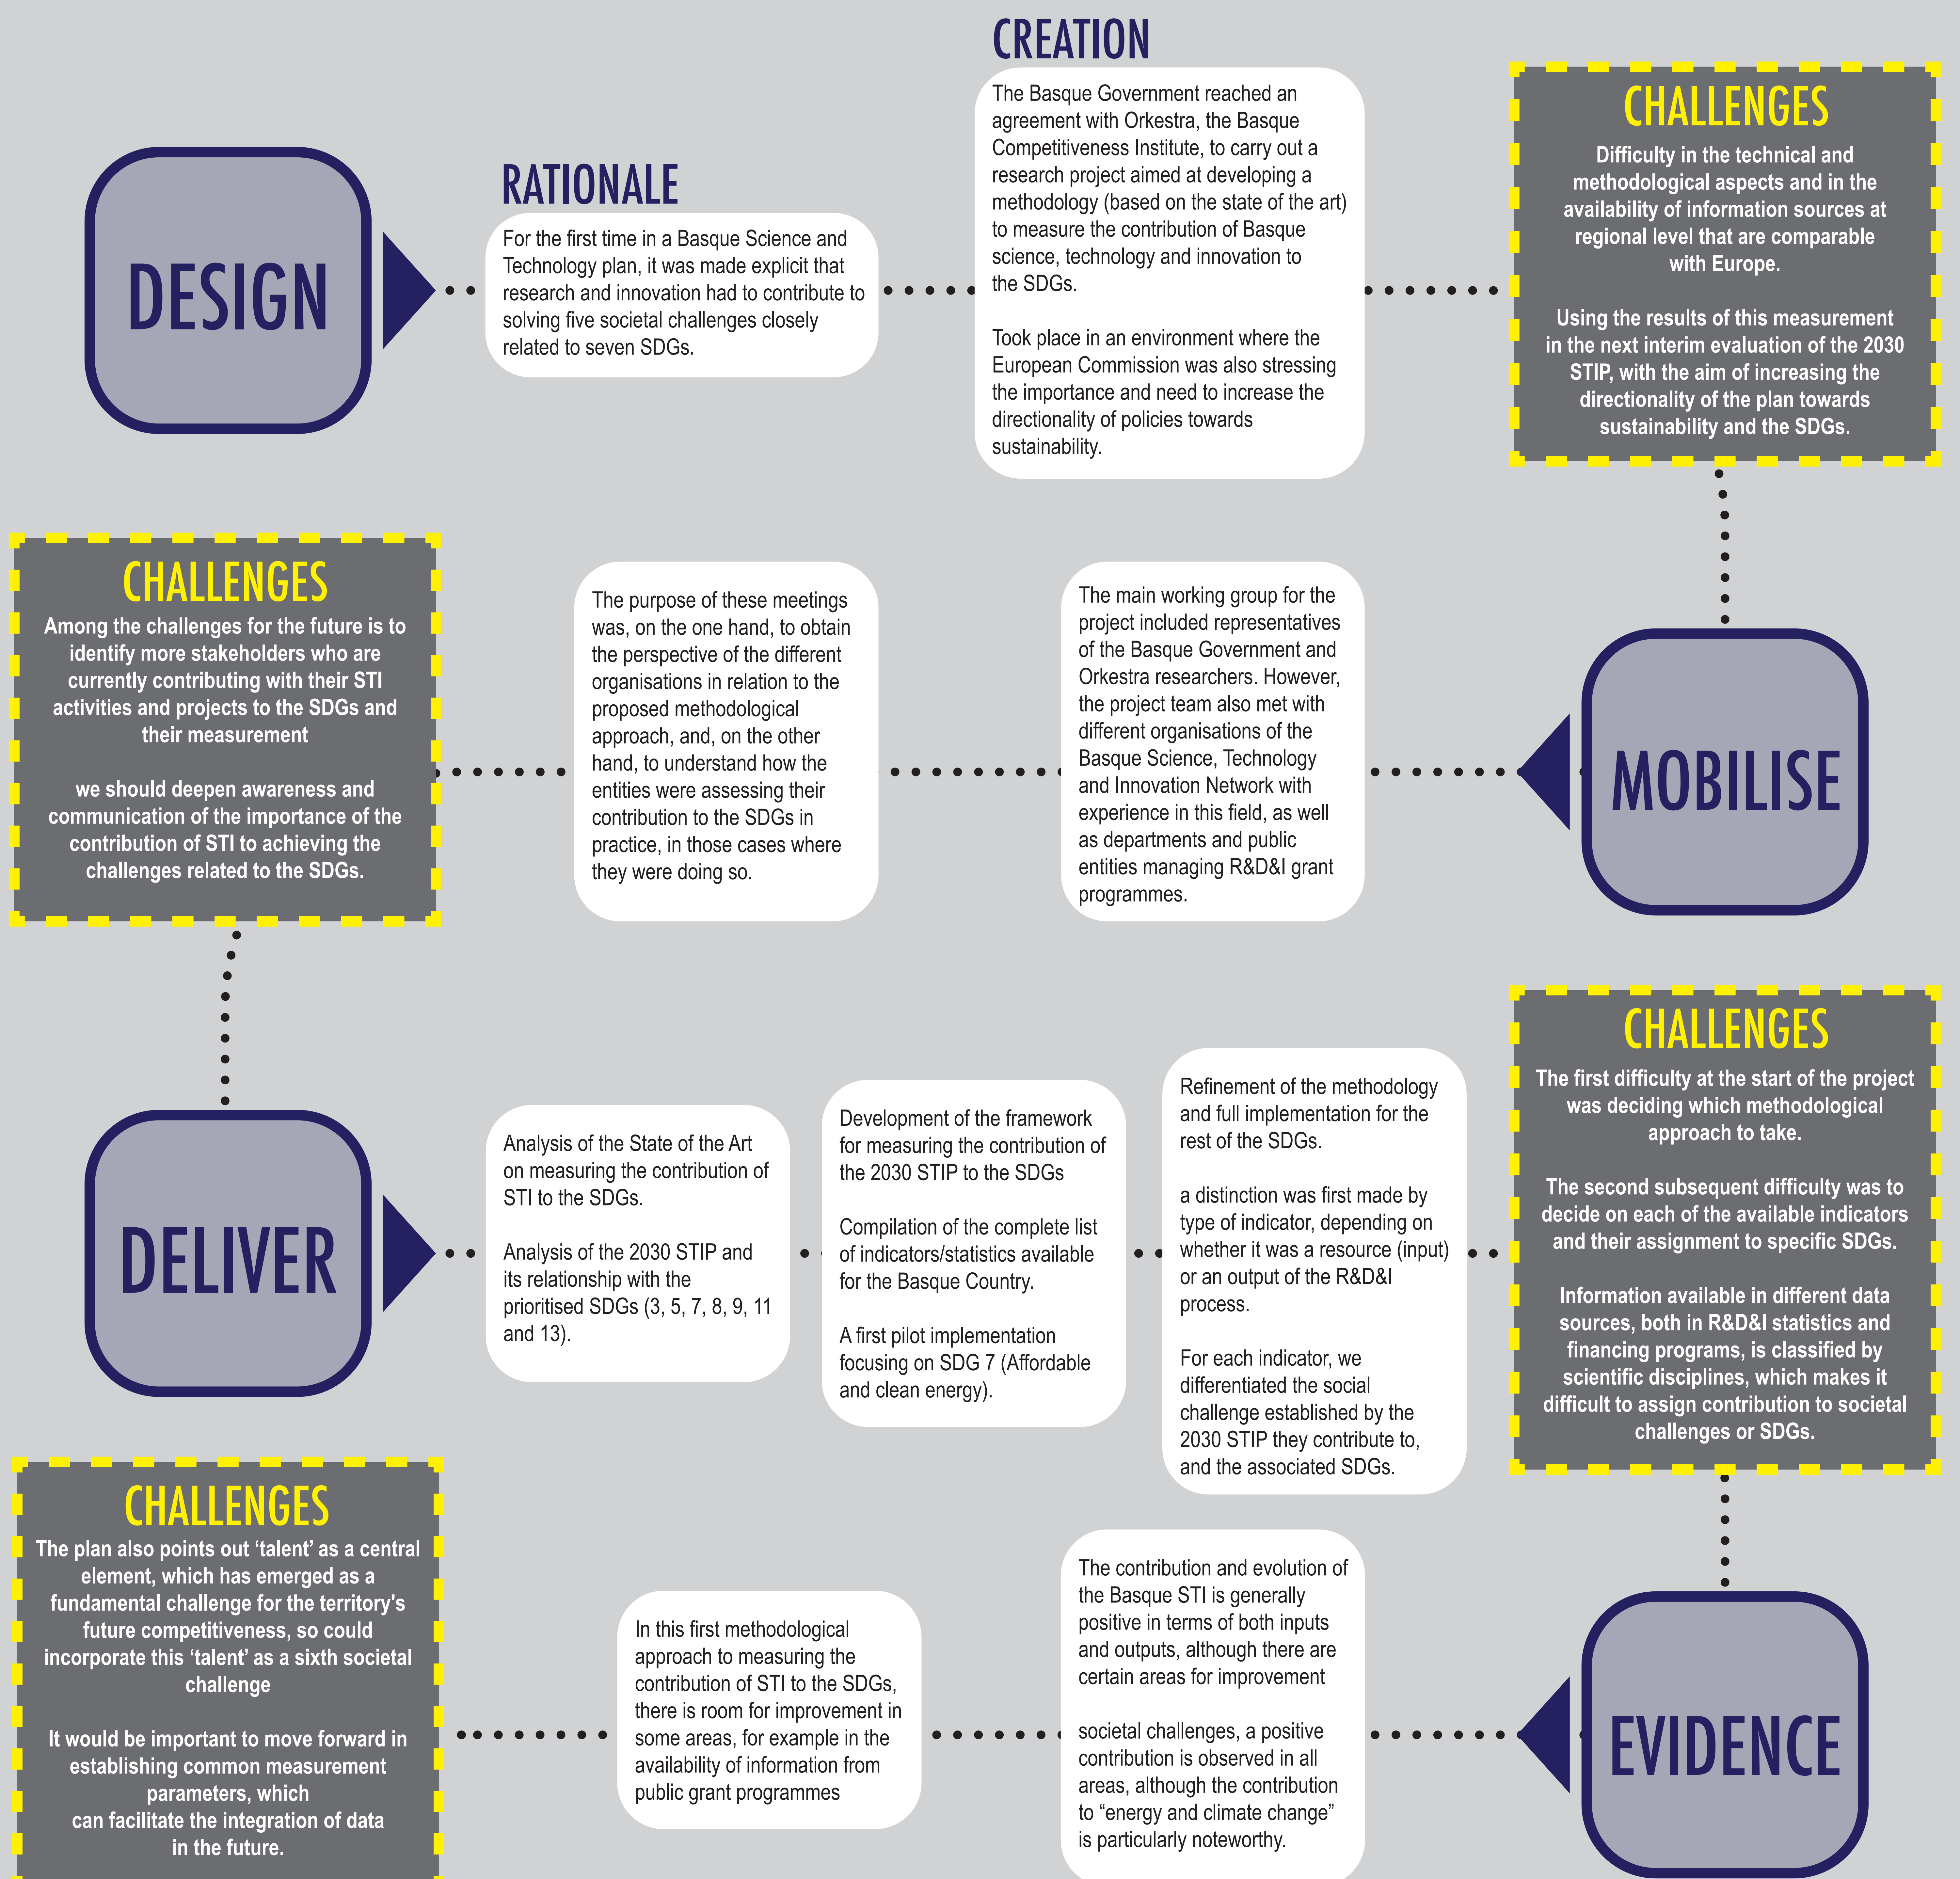 DESIGN
RATIONALE
For the first time in a Basque Science and
Technology plan, it was made explicit that
research and innovation had to contribute to
solving five societal challenges closely
related to seven SDGs.
CREATION
The Basque Government reached an
agreement with Orkestra, the Basque
Competitiveness Institute, to carry out a
research project aimed at developing a
methodology (based on the state of the art)
to measure the contribution of Basque
science, technology and innovation to
the SDGs.
Took place in an environment where the
European Commission was also stressing
the importance and need to increase the
directionality of policies towards
sustainability.
CHALLENGES
Difficulty in the technical and
methodological aspects and in the
availability of information sources at
regional level that are comparable
with Europe.
Using the results of this measurement
in the next interim evaluation of the 2030
STIP, with the aim of increasing the
directionality of the plan towards
sustainability and the SDGs.
MOBILISE
The main working group for the
project included representatives
of the Basque Government and
Orkestra researchers. However,
the project team also met with
different organisations of the
Basque Science, Technology
and Innovation Network with
experience in this field, as well
as departments and public
entities managing R&D&I grant
programmes.
The purpose of these meetings
was, on the one hand, to obtain
the perspective of the different
organisations in relation to the
proposed methodological
approach, and, on the other
hand, to understand how the
entities were assessing their
contribution to the SDGs in
practice, in those cases where
they were doing so.
CHALLENGES
Among the challenges for the future is to
identify more stakeholders who are
currently contributing with their STI
activities and projects to the SDGs and
their measurement
we should deepen awareness and
communication of the importance of the
contribution of STI to achieving the
challenges related to the SDGs.
DELIVER
Analysis of the State of the Art
on measuring the contribution of
STI to the SDGs.
Analysis of the 2030 STIP and
its relationship with the
prioritised SDGs (3, 5, 7, 8, 9, 11
and 13).
Development of the framework
for measuring the contribution of
the 2030 STIP to the SDGs
Compilation of the complete list
of indicators/statistics available
for the Basque Country.
A first pilot implementation
focusing on SDG 7 (Affordable
and clean energy).
Refinement of the methodology
and full implementation for the
rest of the SDGs.
a distinction was first made by
type of indicator, depending on
whether it was a resource (input)
or an output of the R&D&I
process.
For each indicator, we
differentiated the social
challenge established by the
2030 STIP they contribute to,
and the associated SDGs.
CHALLENGES
The first difficulty at the start of the project
was deciding which methodological
approach to take.
The second subsequent difficulty was to
decide on each of the available indicators
and their assignment to specific SDGs.
Information available in different data
sources, both in R&D&I statistics and
financing programs, is classified by
scientific disciplines, which makes it
difficult to assign contribution to societal
challenges or SDGs.
EVIDENCE
The contribution and evolution of
the Basque STI is generally
positive in terms of both inputs
and outputs, although there are
certain areas for improvement
societal challenges, a positive
contribution is observed in all
areas, although the contribution
to “energy and climate change”
is particularly noteworthy.
In this first methodological
approach to measuring the
contribution of STI to the SDGs,
there is room for improvement in
some areas, for example in the
availability of information from
public grant programmes
CHALLENGES
The plan also points out ‘talent’ as a central
element, which has emerged as a
fundamental challenge for the territory's
future competitiveness, so could
incorporate this ‘talent’ as a sixth societal
challenge
It would be important to move forward in
establishing common measurement
parameters, which
can facilitate the integration of data
in the future.